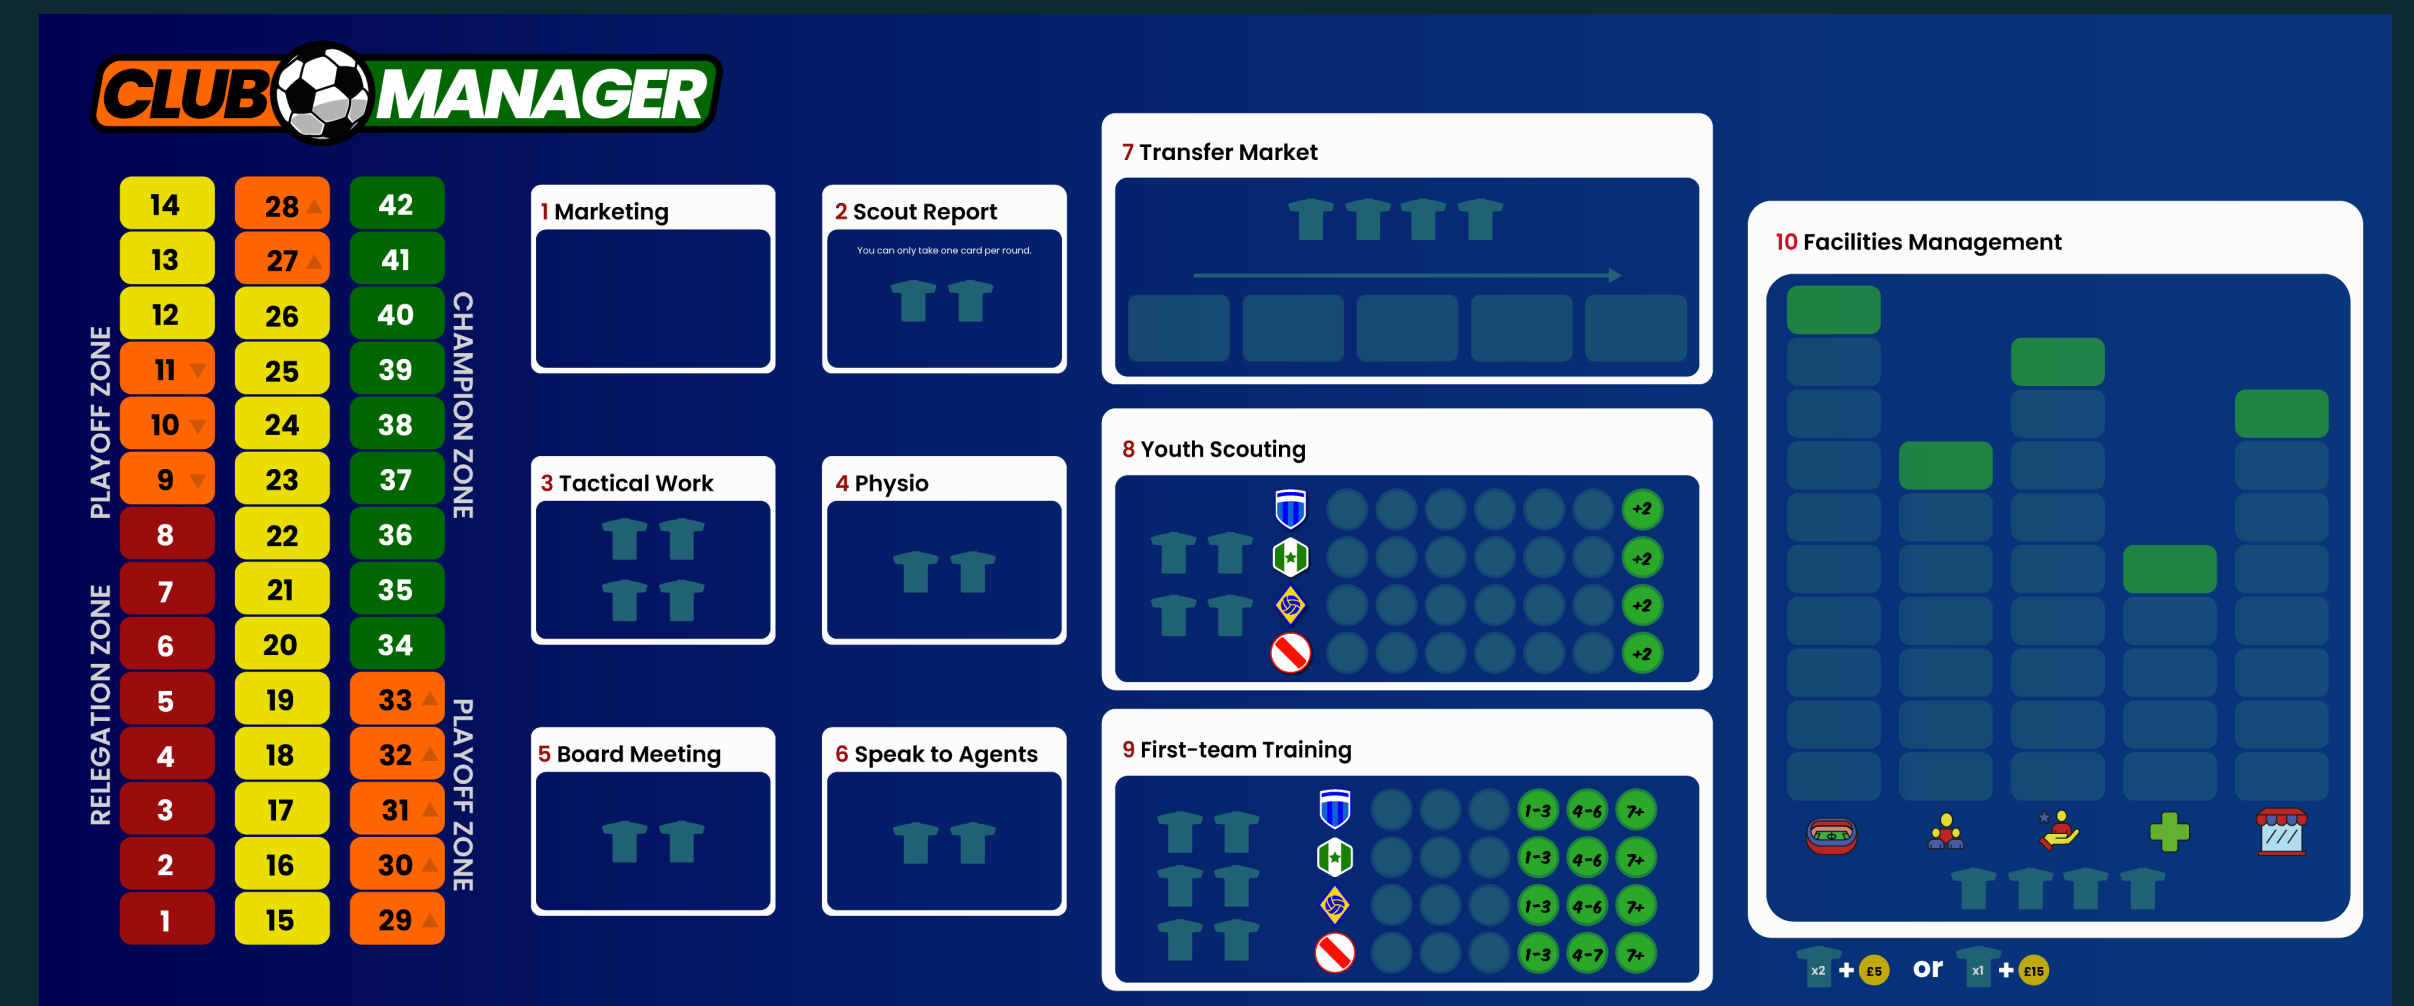 CLUB MANAGER
14 28 42
13 27 41
12 26 40
11 25 39
10 24 38
9 23 37
8 22 36
7 21 35
6 20 34
5 19 33
4 18 32
3 17 31
2 16 30
1 15 29
PLAYOFF ZONE
RELEGATION ZONE
CHAMPION ZONE
PLAYOFF ZONE
1 Marketing
2 Scout Report
You can only take one card per round.
3 Tactical Work
4 Physio
5 Board Meeting
6 Speak to Agents
7 Transfer Market
8 Youth Scouting
+2
+2
+2
+2
9 First-team Training
1-3 4-6 7+
1-3 4-6 7+
1-3 4-6 7+
1-3 4-7 7+
10 Facilities Management
x2 + £5 or x1 + £15